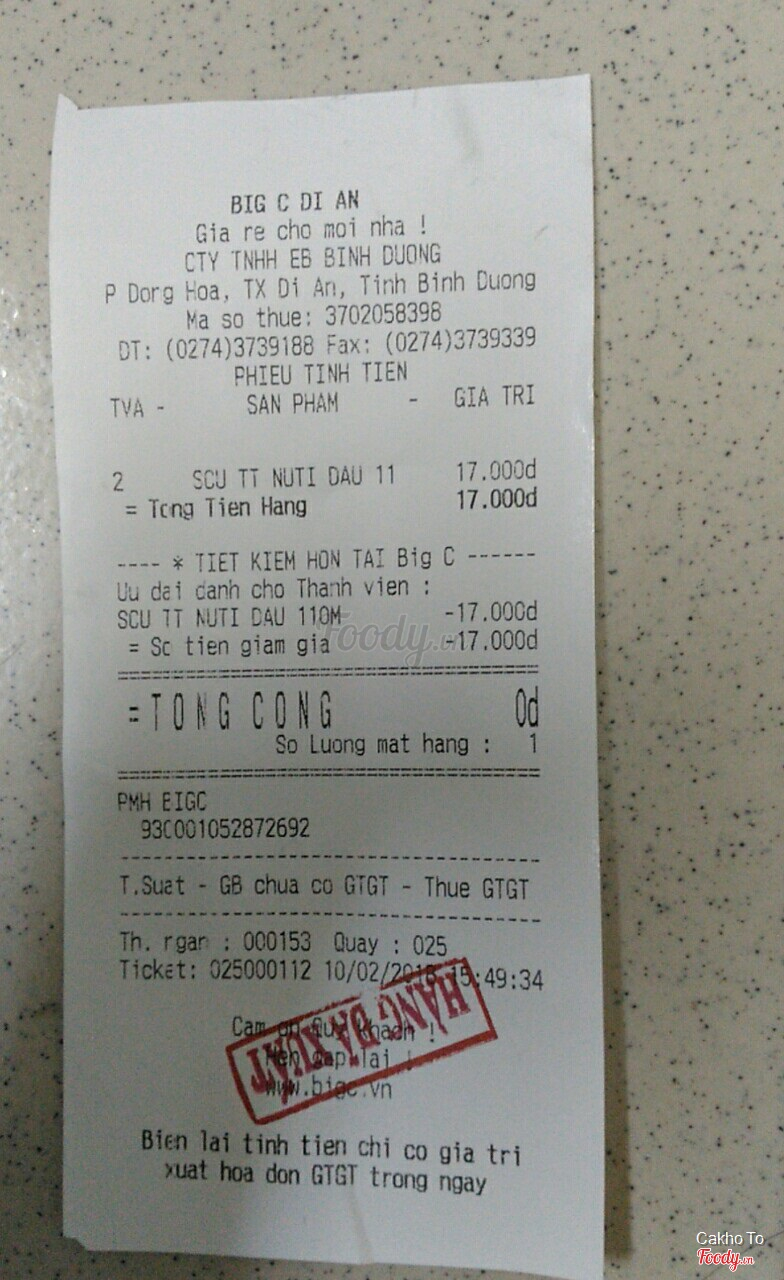 BIG C DI AN
Gia re cho moi nha !
CTY TNHH EB BINH DUONG
P Dong Hoa, TX Di An, Tinh Binh Duong
Ma so thue: 3702058398
DT: (0274)3739188 Fax: (0274)3739339
PHIEU TINH TIEN
TVA - SAN PHAM - GIA TRI
2 SCU TT NUTI DAU 11 17.000d
= Tong Tien Hang 17.000d
---- * TIET KIEM HON TAI Big C ------
Uu dai danh cho Thanh vien :
SCU TT NUTI DAU 110M -17.000d
= So tien giam gia -17.000d
=TONG CONG 0d
So Luong mat hang : 1
PMH BIGC
930001052872692
T.Suat - GB chua co GTGT - Thue GTGT
Th. ngan : 000153 Quay : 025
Ticket: 025000112 10/02/2018 15:49:34
Cam on Quy khach !
Hen gap lai !
www.bigc.vn
HÀNG ĐÃ XUẤT
Bien lai tinh tien chi co gia tri
xuat hoa don GTGT trong ngay
Foody.vn
Cakho To
Foody.vn